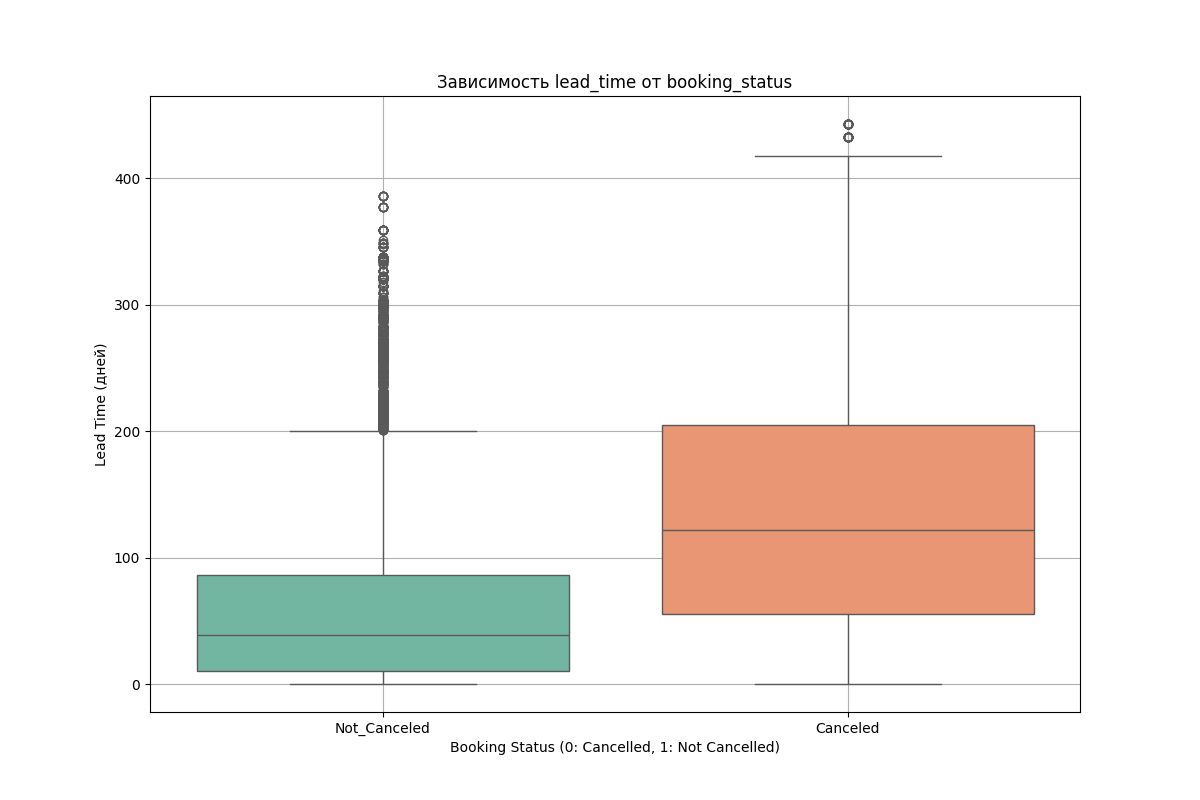 Зависимость lead_time от booking_status
Lead Time (дней)
400
300
200
100
0
Not_Canceled
Canceled
Booking Status (0: Cancelled, 1: Not Cancelled)